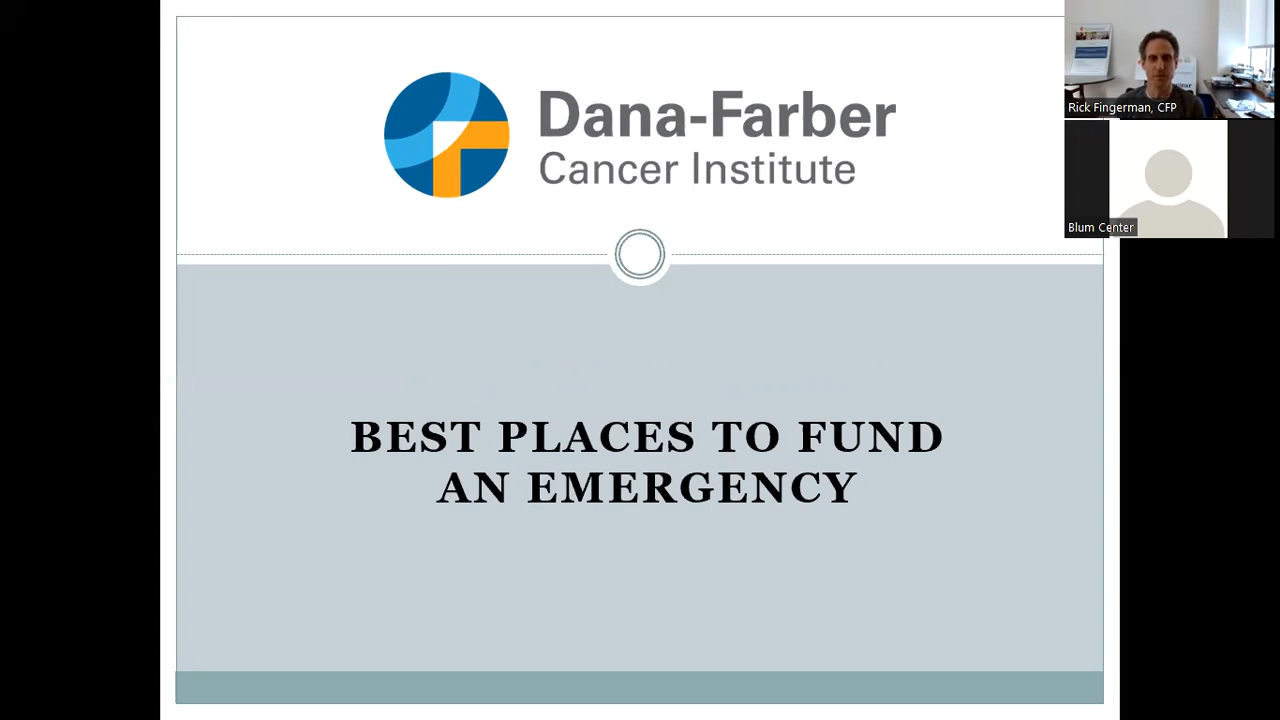 Dana-Farber
Cancer Institute
BEST PLACES TO FUND
AN EMERGENCY
Rick Fingerman, CFP
Blum Center